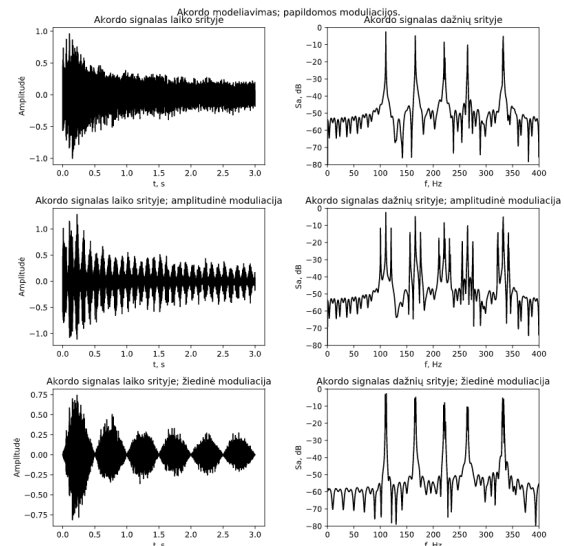 Akordo modeliavimas; papildomos moduliacijos.
Akordo signalas laiko srityje
Amplitudė
1.0
0.5
0.0
−0.5
−1.0
0.0 0.5 1.0 1.5 2.0 2.5 3.0
t, s
Akordo signalas dažnių srityje
Sa, dB
0
−10
−20
−30
−40
−50
−60
−70
−80
0 50 100 150 200 250 300 350 400
f, Hz
Akordo signalas laiko srityje; amplitudinė moduliacija
Amplitudė
1.0
0.5
0.0
−0.5
−1.0
0.0 0.5 1.0 1.5 2.0 2.5 3.0
t, s
Akordo signalas dažnių srityje; amplitudinė moduliacija
Sa, dB
0
−10
−20
−30
−40
−50
−60
−70
−80
0 50 100 150 200 250 300 350 400
f, Hz
Akordo signalas laiko srityje; žiedinė moduliacija
Amplitudė
0.75
0.50
0.25
0.00
−0.25
−0.50
−0.75
0.0 0.5 1.0 1.5 2.0 2.5 3.0
t, s
Akordo signalas dažnių srityje; žiedinė moduliacija
Sa, dB
0
−10
−20
−30
−40
−50
−60
−70
−80
0 50 100 150 200 250 300 350 400
f, Hz